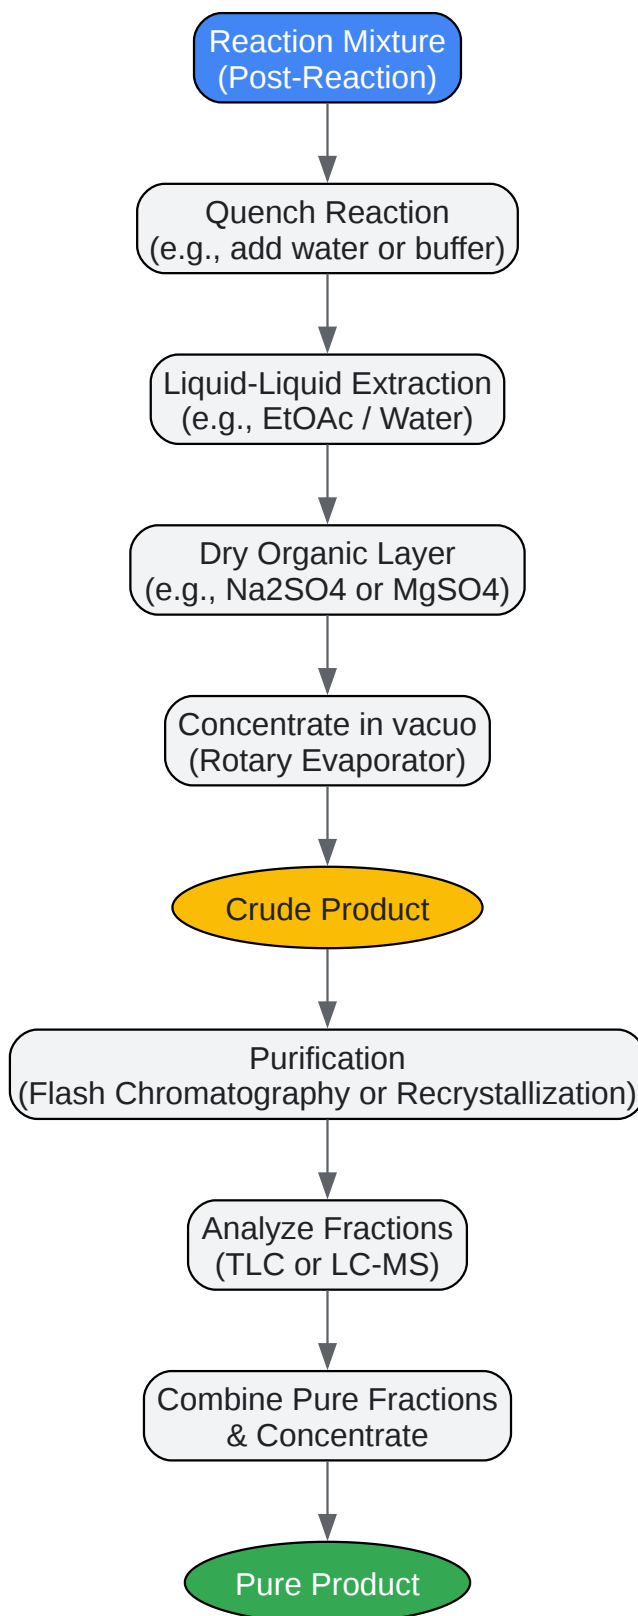 Reaction Mixture
(Post-Reaction)
Quench Reaction
(e.g., add water or buffer)
Liquid-Liquid Extraction
(e.g., EtOAc / Water)
Dry Organic Layer
(e.g., Na2SO4 or MgSO4)
Concentrate in vacuo
(Rotary Evaporator)
Crude Product
Purification
(Flash Chromatography or Recrystallization)
Analyze Fractions
(TLC or LC-MS)
Combine Pure Fractions
& Concentrate
Pure Product